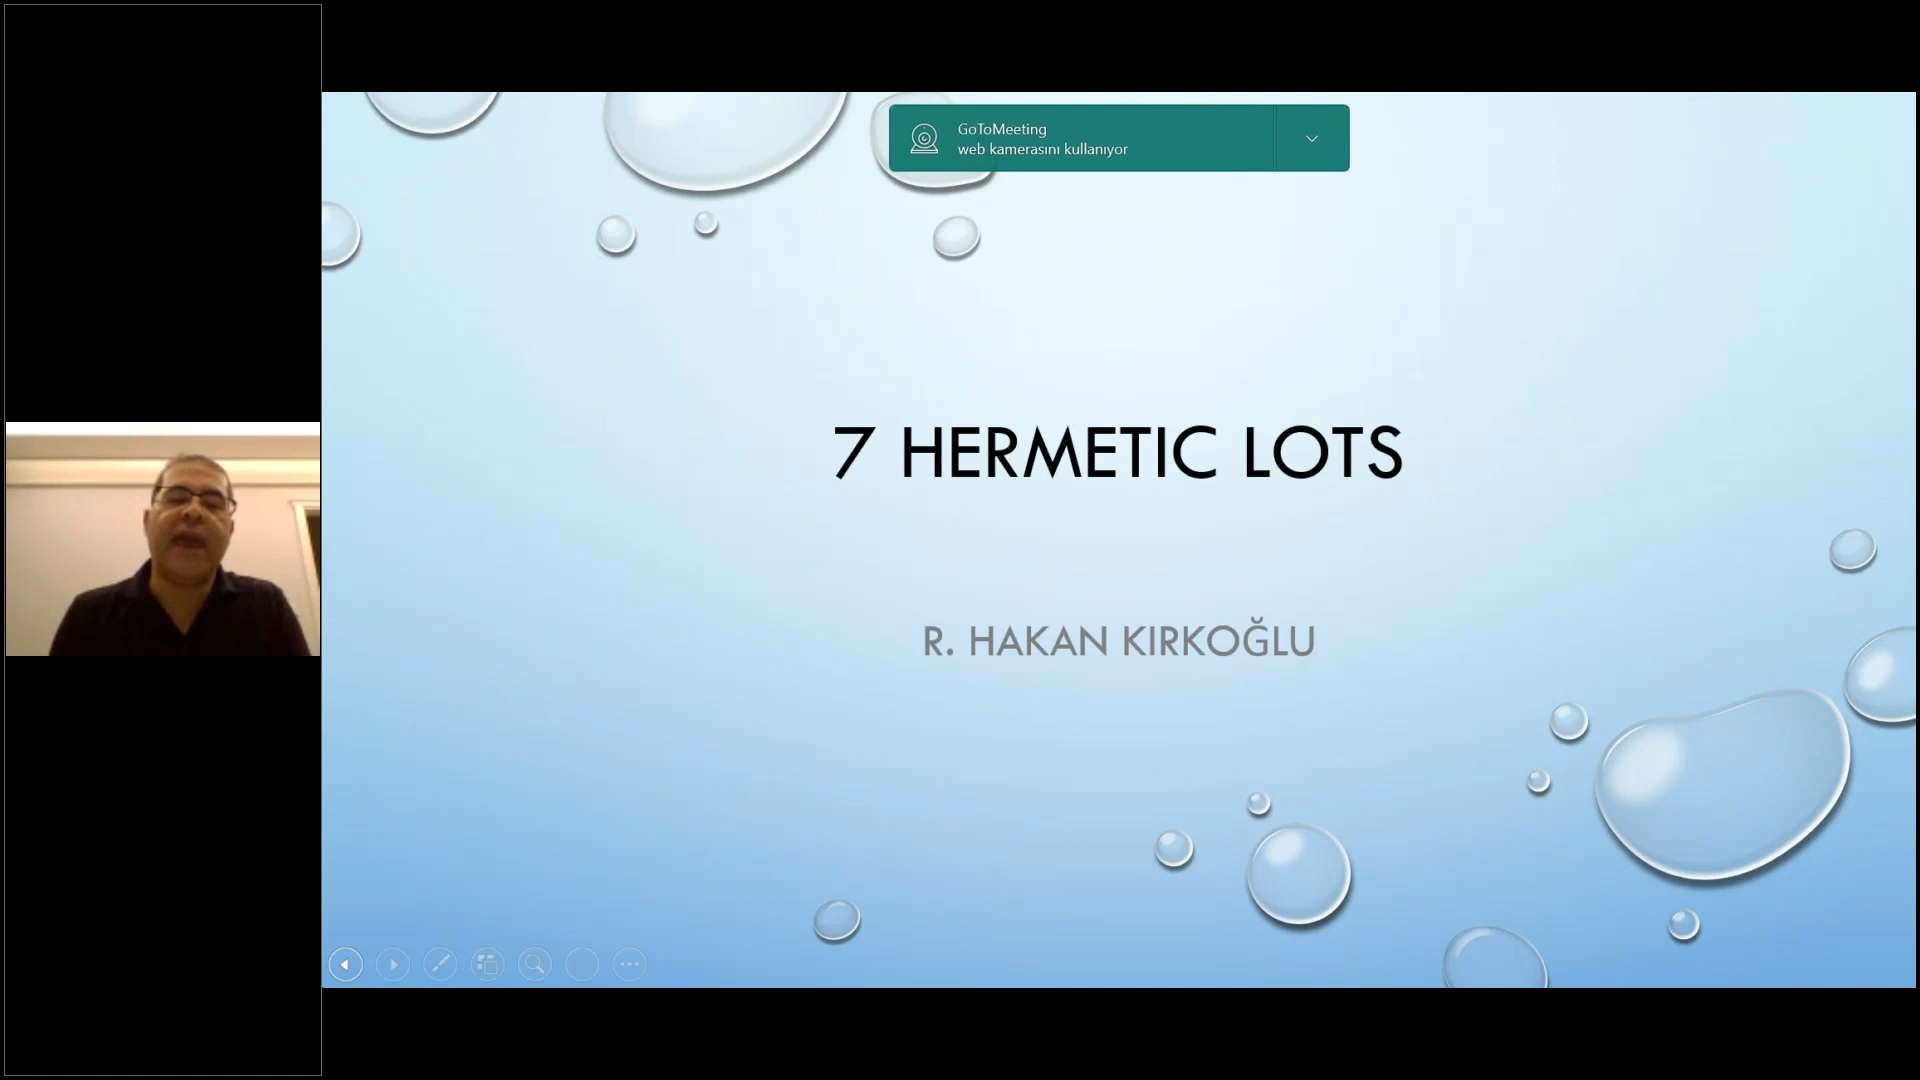 GoToMeeting
web kamerasını kullanıyor
7 HERMETIC LOTS
R. HAKAN KIRKOĞLU